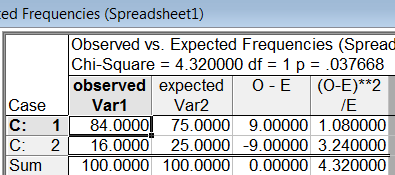 ed Frequencies (Spreadsheet1)
Observed vs. Expected Frequencies (Spread
Chi-Square = 4.320000 df = 1 p = .037668
Case observed Var1 expected Var2 O - E (O-E)**2 /E
C: 1 84.0000 75.0000 9.00000 1.080000
C: 2 16.0000 25.0000 -9.00000 3.240000
Sum 100.0000 100.0000 0.00000 4.320000